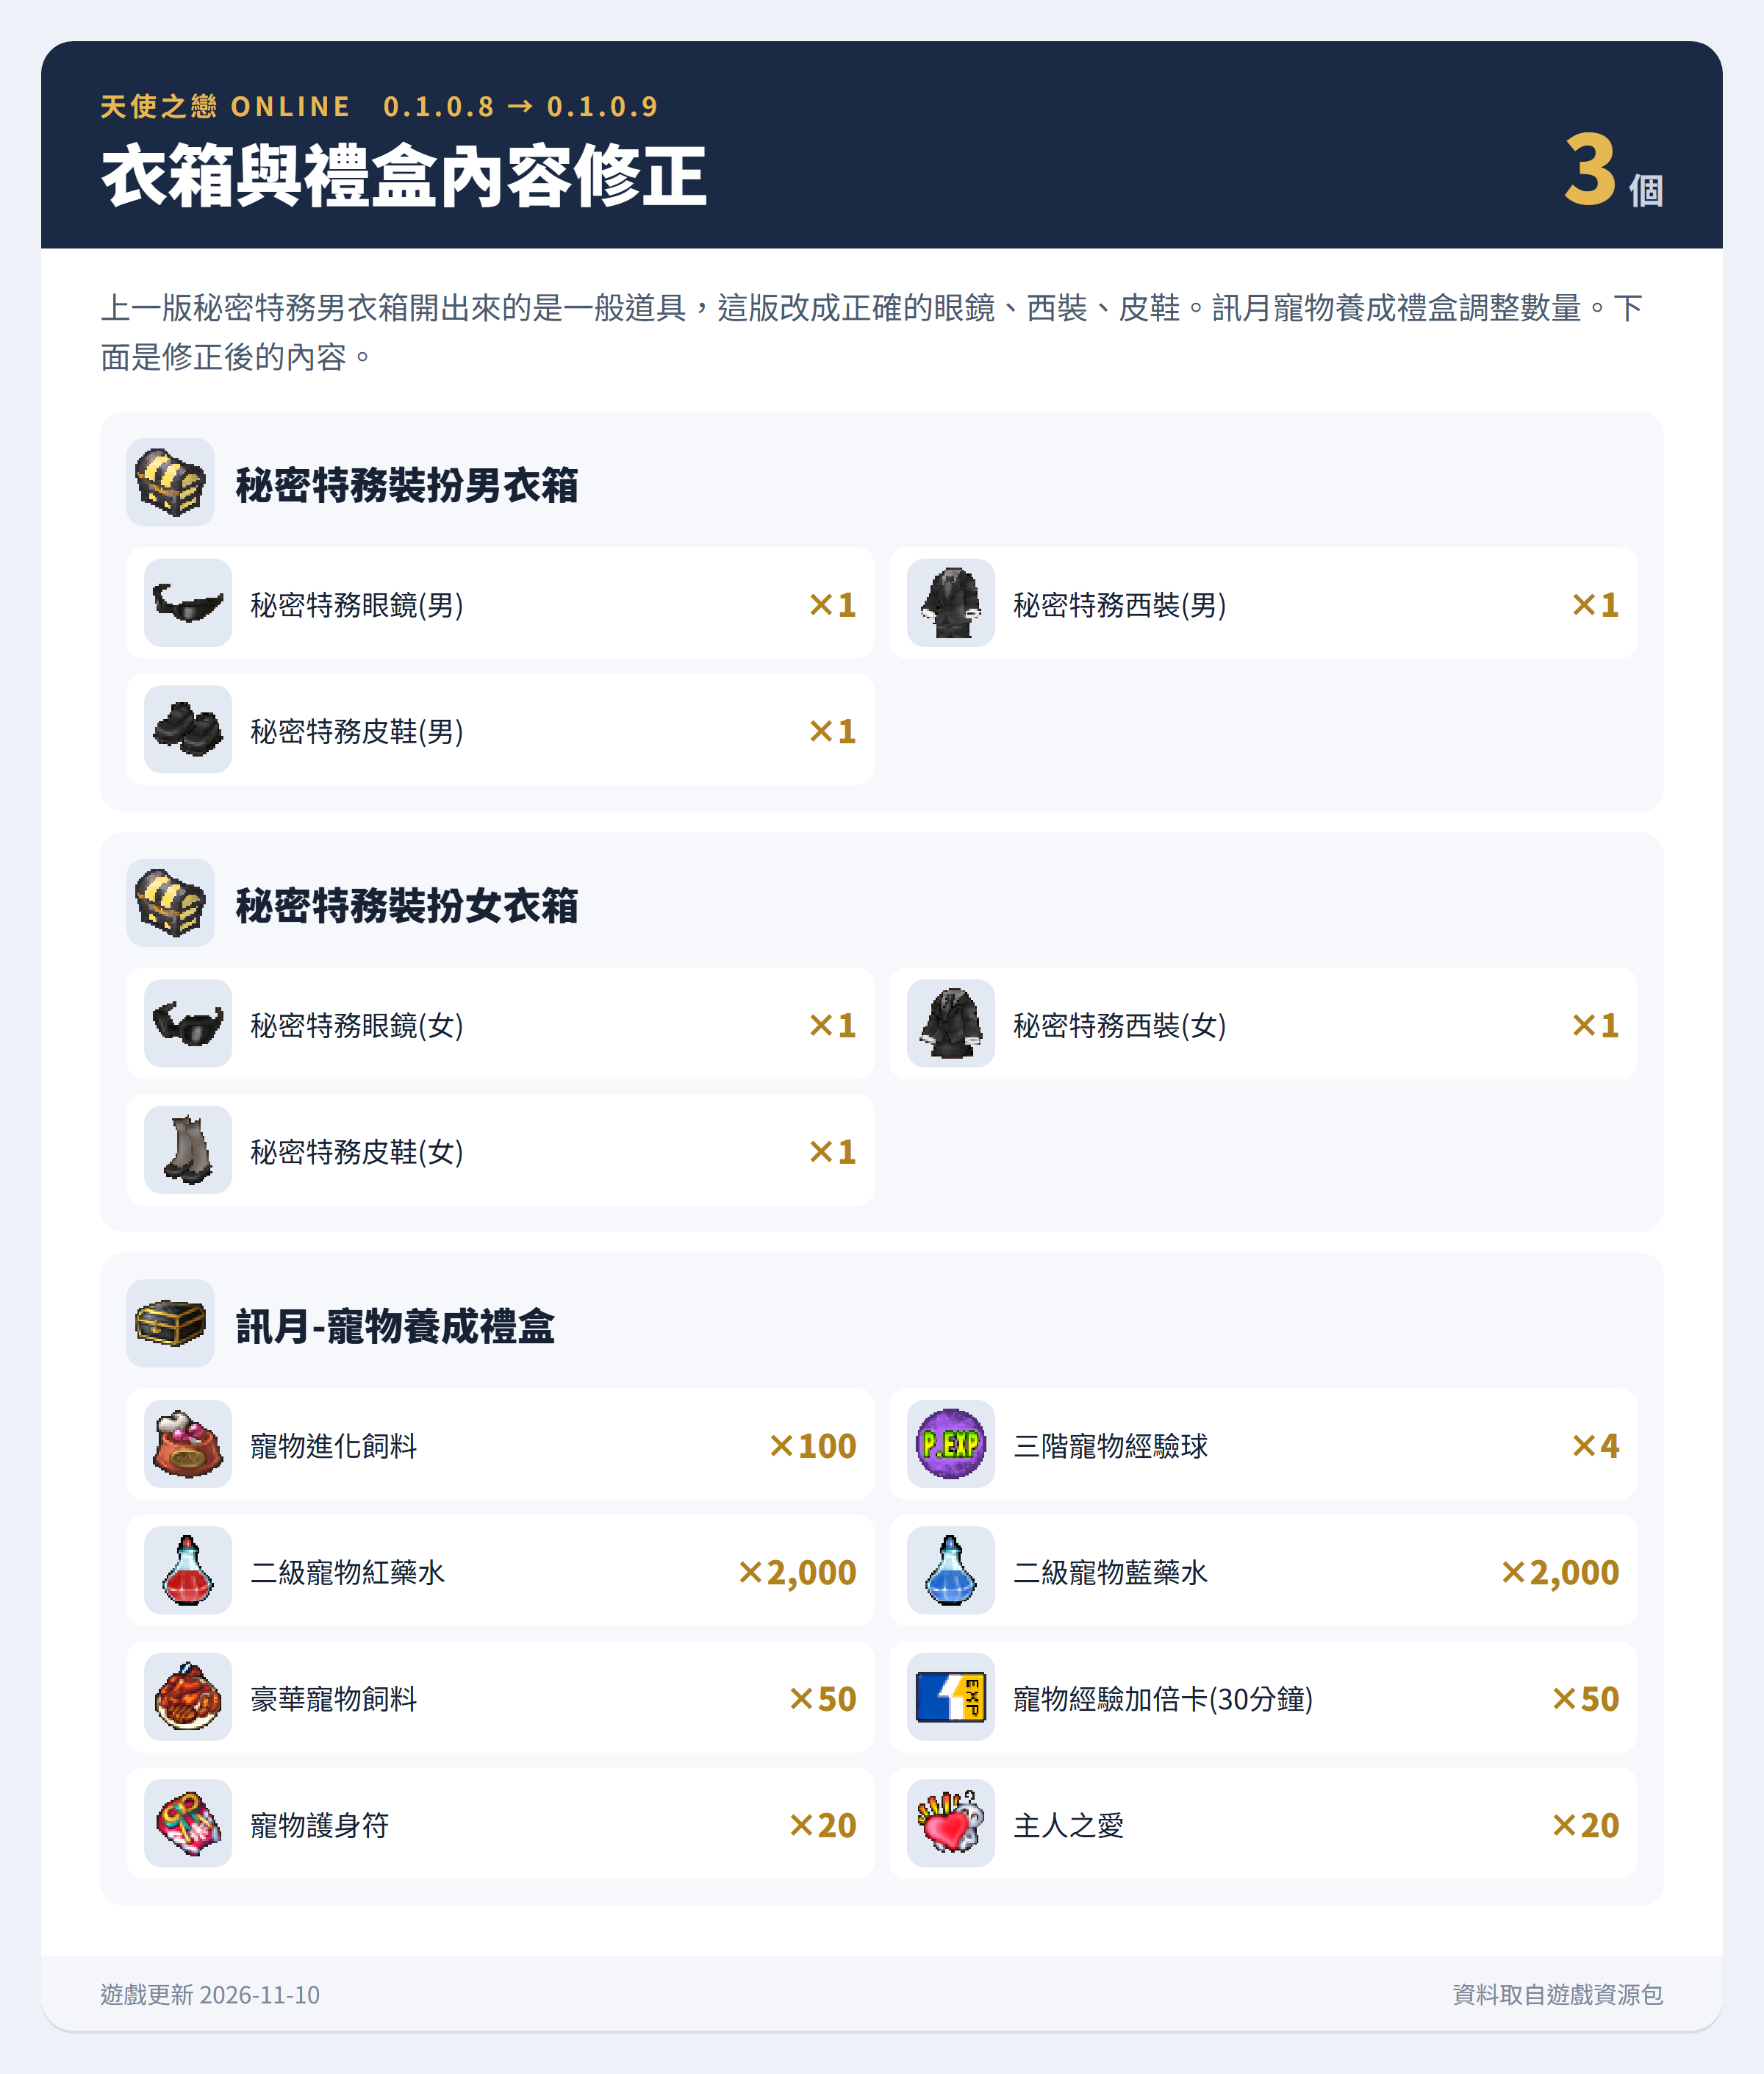 天使之戀 ONLINE 0.1.0.8 → 0.1.0.9
衣箱與禮盒內容修正
3 個
上一版秘密特務男衣箱開出來的是一般道具，這版改成正確的眼鏡、西裝、皮鞋。訊月寵物養成禮盒調整數量。下
面是修正後的內容。
秘密特務裝扮男衣箱
秘密特務眼鏡(男) ×1
秘密特務西裝(男) ×1
秘密特務皮鞋(男) ×1
秘密特務裝扮女衣箱
秘密特務眼鏡(女) ×1
秘密特務西裝(女) ×1
秘密特務皮鞋(女) ×1
訊月-寵物養成禮盒
寵物進化飼料 ×100
P.EXP
三階寵物經驗球 ×4
二級寵物紅藥水 ×2,000
二級寵物藍藥水 ×2,000
豪華寵物飼料 ×50
EXP
寵物經驗加倍卡(30分鐘) ×50
寵物護身符 ×20
主人之愛 ×20
遊戲更新 2026-11-10
資料取自遊戲資源包